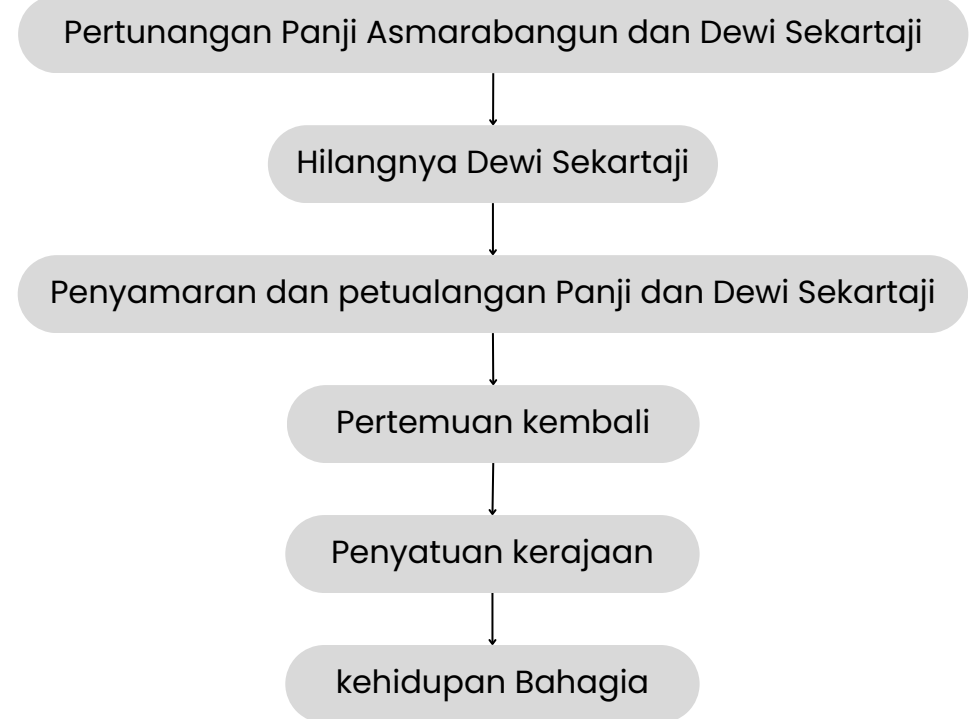 Pertunangan Panji Asmarabangun dan Dewi Sekartaji
Hilangnya Dewi Sekartaji
Penyamaran dan petualangan Panji dan Dewi Sekartaji
Pertemuan kembali
Penyatuan kerajaan
kehidupan Bahagia